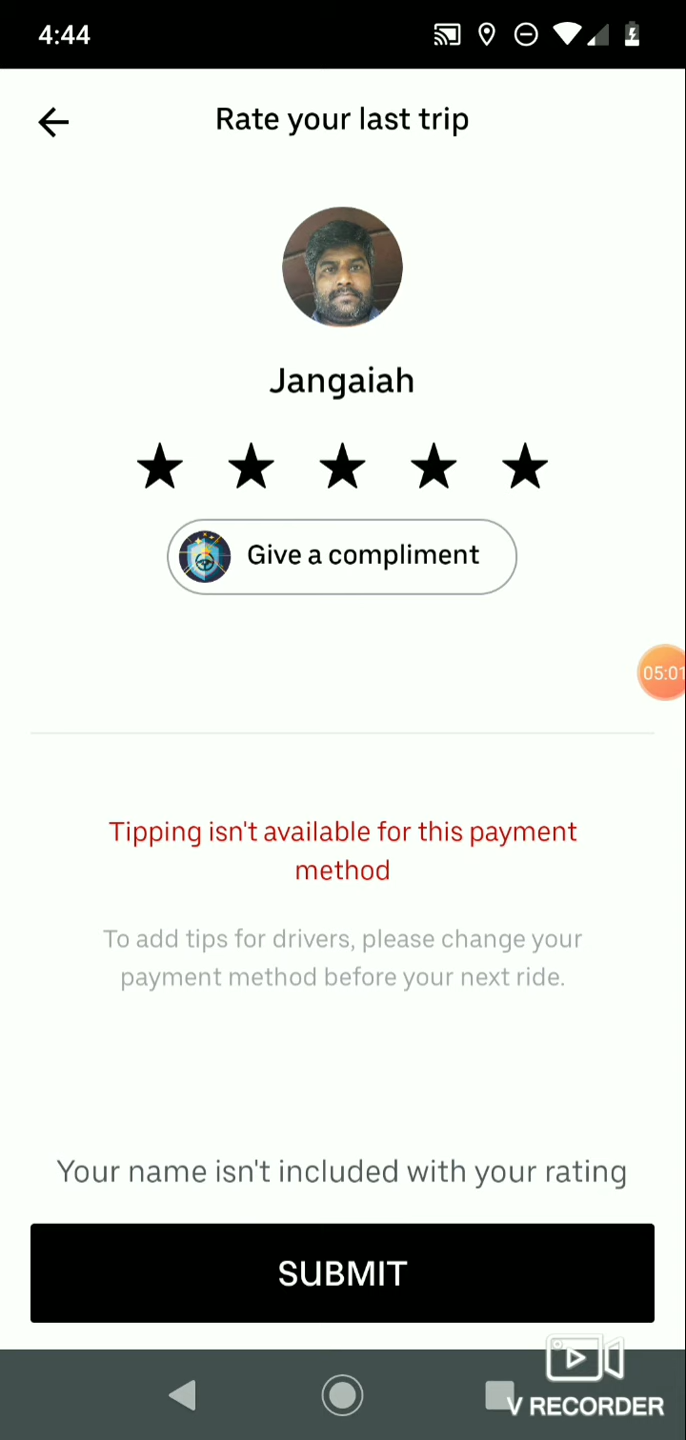 4:44
Rate your last trip
Jangaiah
Give a compliment
05:01
Tipping isn't available for this payment
method
To add tips for drivers, please change your
payment method before your next ride.
Your name isn't included with your rating
SUBMIT
V RECORDER